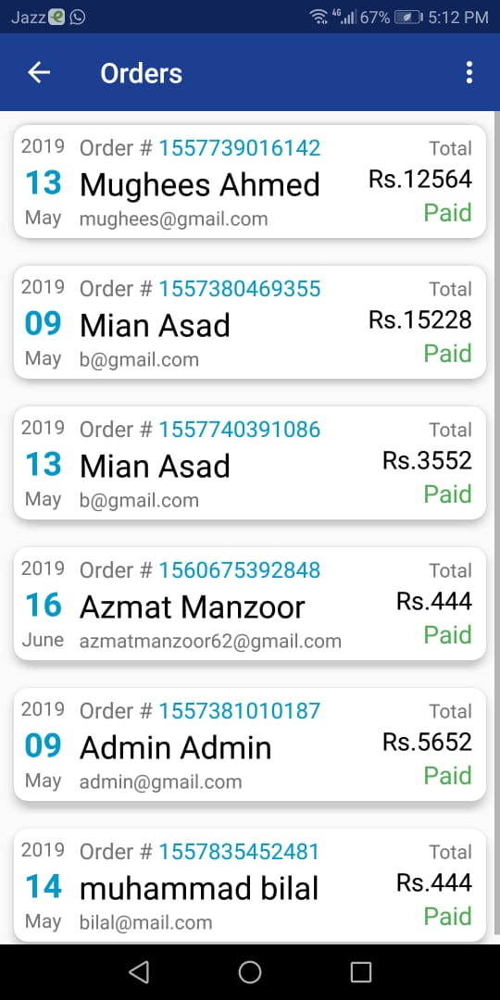 Jazz 4G 67% 5:12 PM
Orders
2019 Order # 1557739016142 Total
13 Mughees Ahmed Rs.12564
May mughees@gmail.com Paid
2019 Order # 1557380469355 Total
09 Mian Asad Rs.15228
May b@gmail.com Paid
2019 Order # 1557740391086 Total
13 Mian Asad Rs.3552
May b@gmail.com Paid
2019 Order # 1560675392848 Total
16 Azmat Manzoor Rs.444
June azmatmanzoor62@gmail.com Paid
2019 Order # 1557381010187 Total
09 Admin Admin Rs.5652
May admin@gmail.com Paid
2019 Order # 1557835452481 Total
14 muhammad bilal Rs.444
May bilal@mail.com Paid